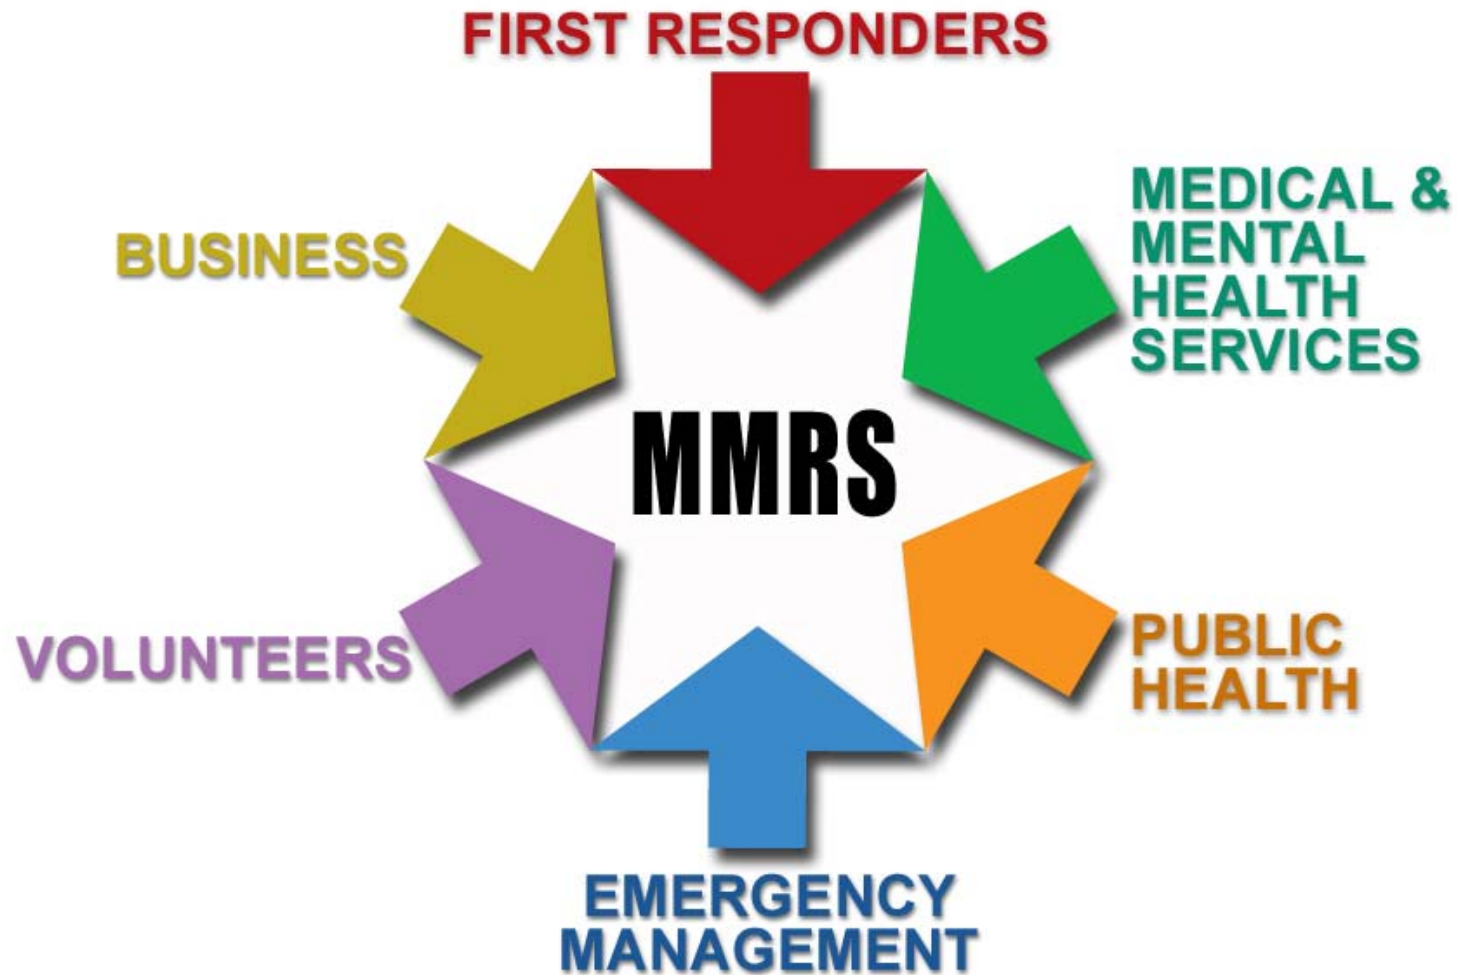 FIRST RESPONDERS
BUSINESS
MEDICAL &
MENTAL
HEALTH
SERVICES
MMRS
VOLUNTEERS
PUBLIC
HEALTH
EMERGENCY
MANAGEMENT